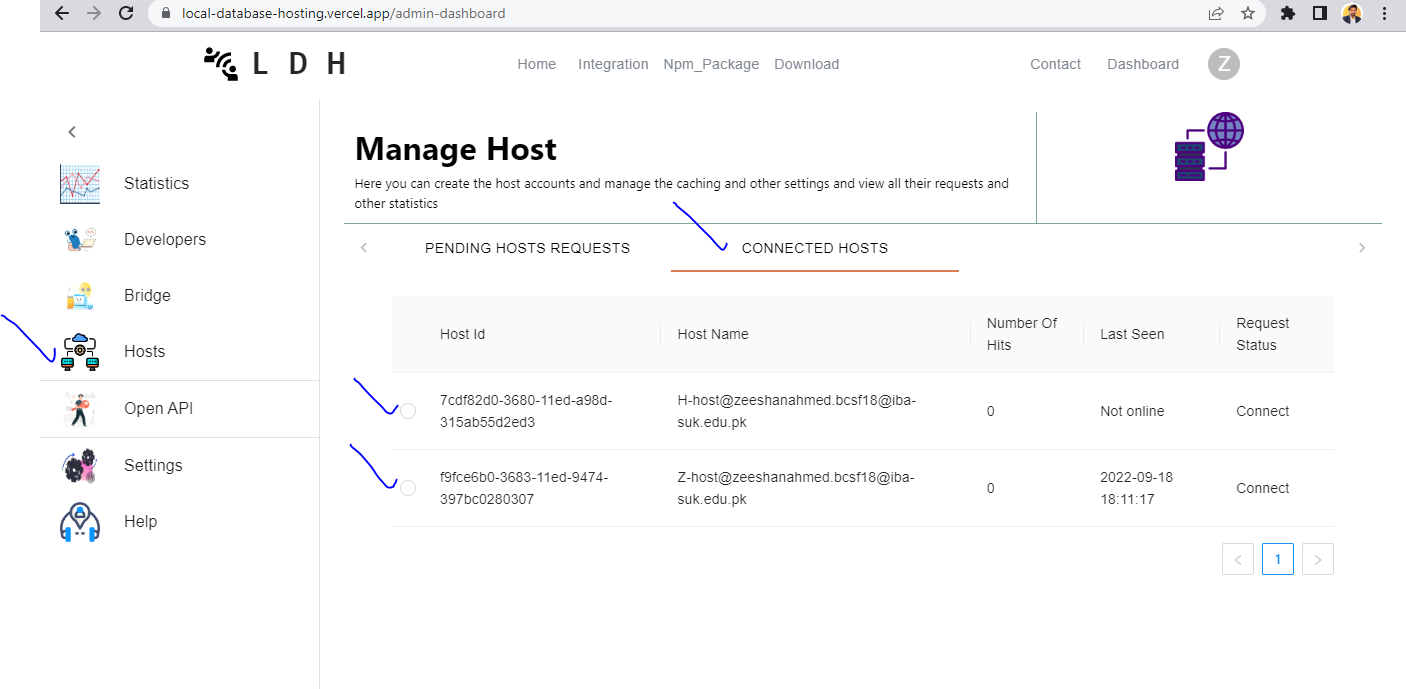 local-database-hosting.vercel.app/admin-dashboard
L D H
Home Integration Npm_Package Download Contact Dashboard Z
Statistics
Developers
Bridge
Hosts
Open API
Settings
Help
Manage Host
Here you can create the host accounts and manage the caching and other settings and view all their requests and
other statistics
PENDING HOSTS REQUESTS CONNECTED HOSTS
Host Id Host Name Number Of Hits Last Seen Request Status
7cdf82d0-3680-11ed-a98d-
315ab55d2ed3
H-host@zeeshanahmed.bcsf18@iba-
suk.edu.pk
0
Not online
Connect
f9fce6b0-3683-11ed-9474-
397bc0280307
Z-host@zeeshanahmed.bcsf18@iba-
suk.edu.pk
0
2022-09-18
18:11:17
Connect
< 1 >